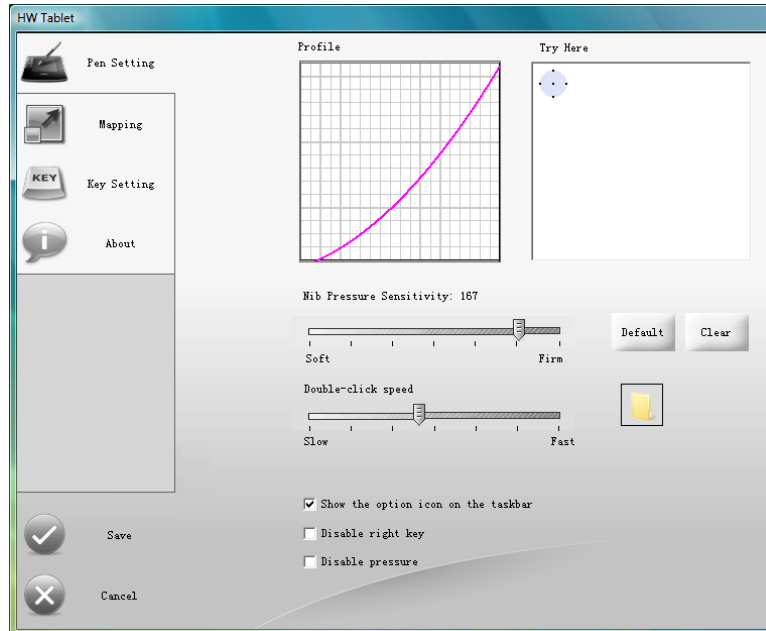 HW Tablet
Pen Setting
Mapping
KEY
Key Setting
i
About
Save
Cancel
Profile
Try Here
Nib Pressure Sensitivity: 167
Soft
Firm
Default
Clear
Double-click speed
Slow
Fast
Show the option icon on the taskbar
Disable right key
Disable pressure